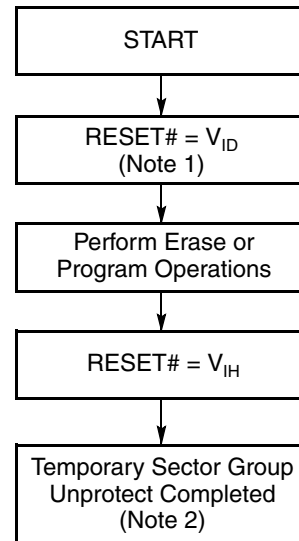 START
RESET# = V_ID
(Note 1)
Perform Erase or
Program Operations
RESET# = V_IH
Temporary Sector Group
Unprotect Completed
(Note 2)